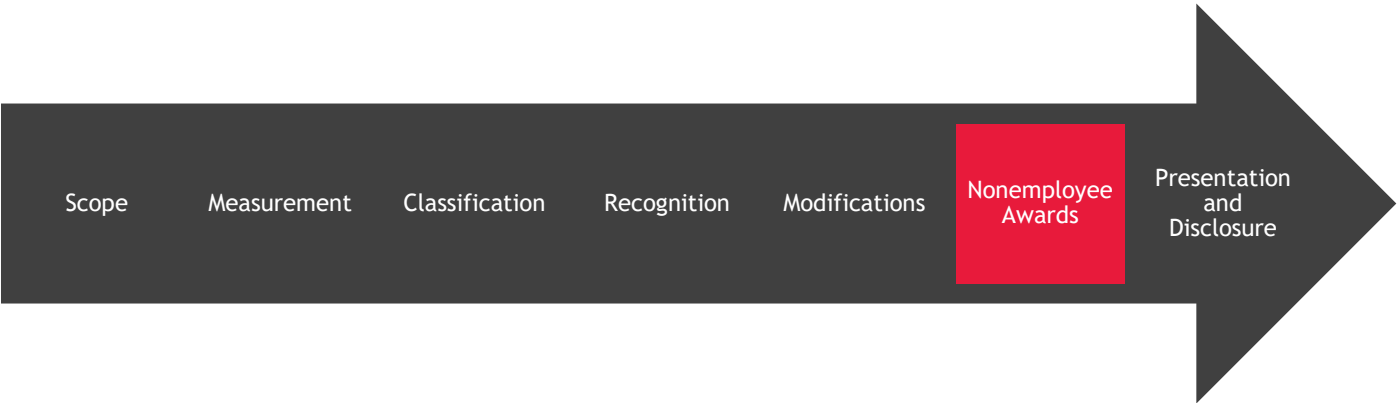 Scope
Measurement
Classification
Recognition
Modifications
Nonemployee
Awards
Presentation
and
Disclosure